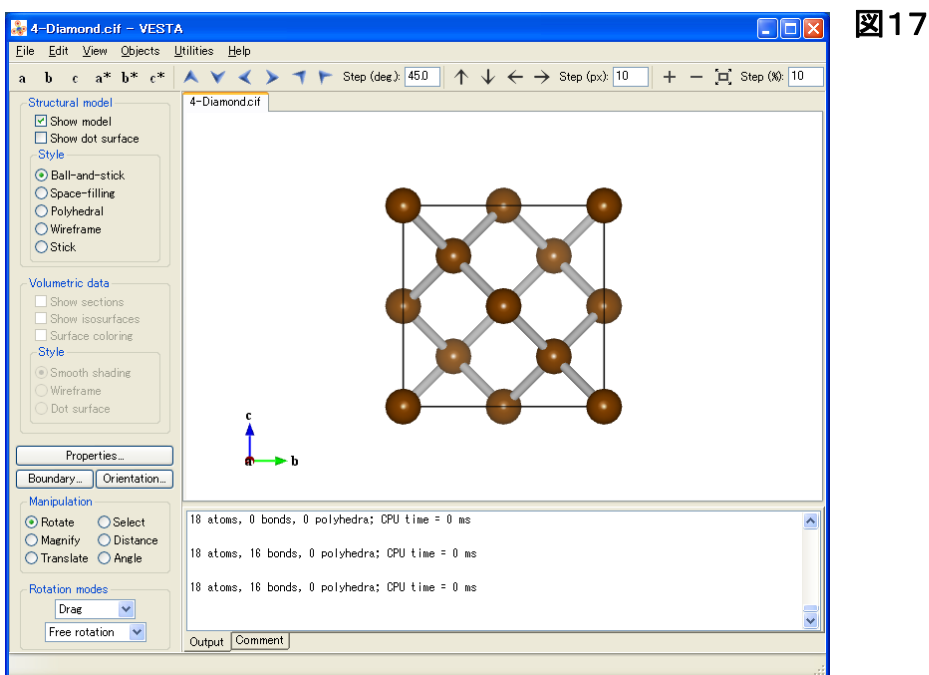 図17
4-Diamond.cif - VESTA
File Edit View Objects Utilities Help
a b c a* b* c* Step (deg.): 45.0 Step (px): 10 Step (%): 10
4-Diamond.cif
Structural model
Show model
Show dot surface
Style
Ball-and-stick
Space-filling
Polyhedral
Wireframe
Stick
Volumetric data
Show sections
Show isosurfaces
Surface coloring
Style
Smooth shading
Wireframe
Dot surface
Properties...
Boundary... Orientation...
Manipulation
Rotate Select
Magnify Distance
Translate Angle
Rotation modes
Drag
Free rotation
c
a b
18 atoms, 0 bonds, 0 polyhedra; CPU time = 0 ms
18 atoms, 16 bonds, 0 polyhedra; CPU time = 0 ms
18 atoms, 16 bonds, 0 polyhedra; CPU time = 0 ms
Output Comment